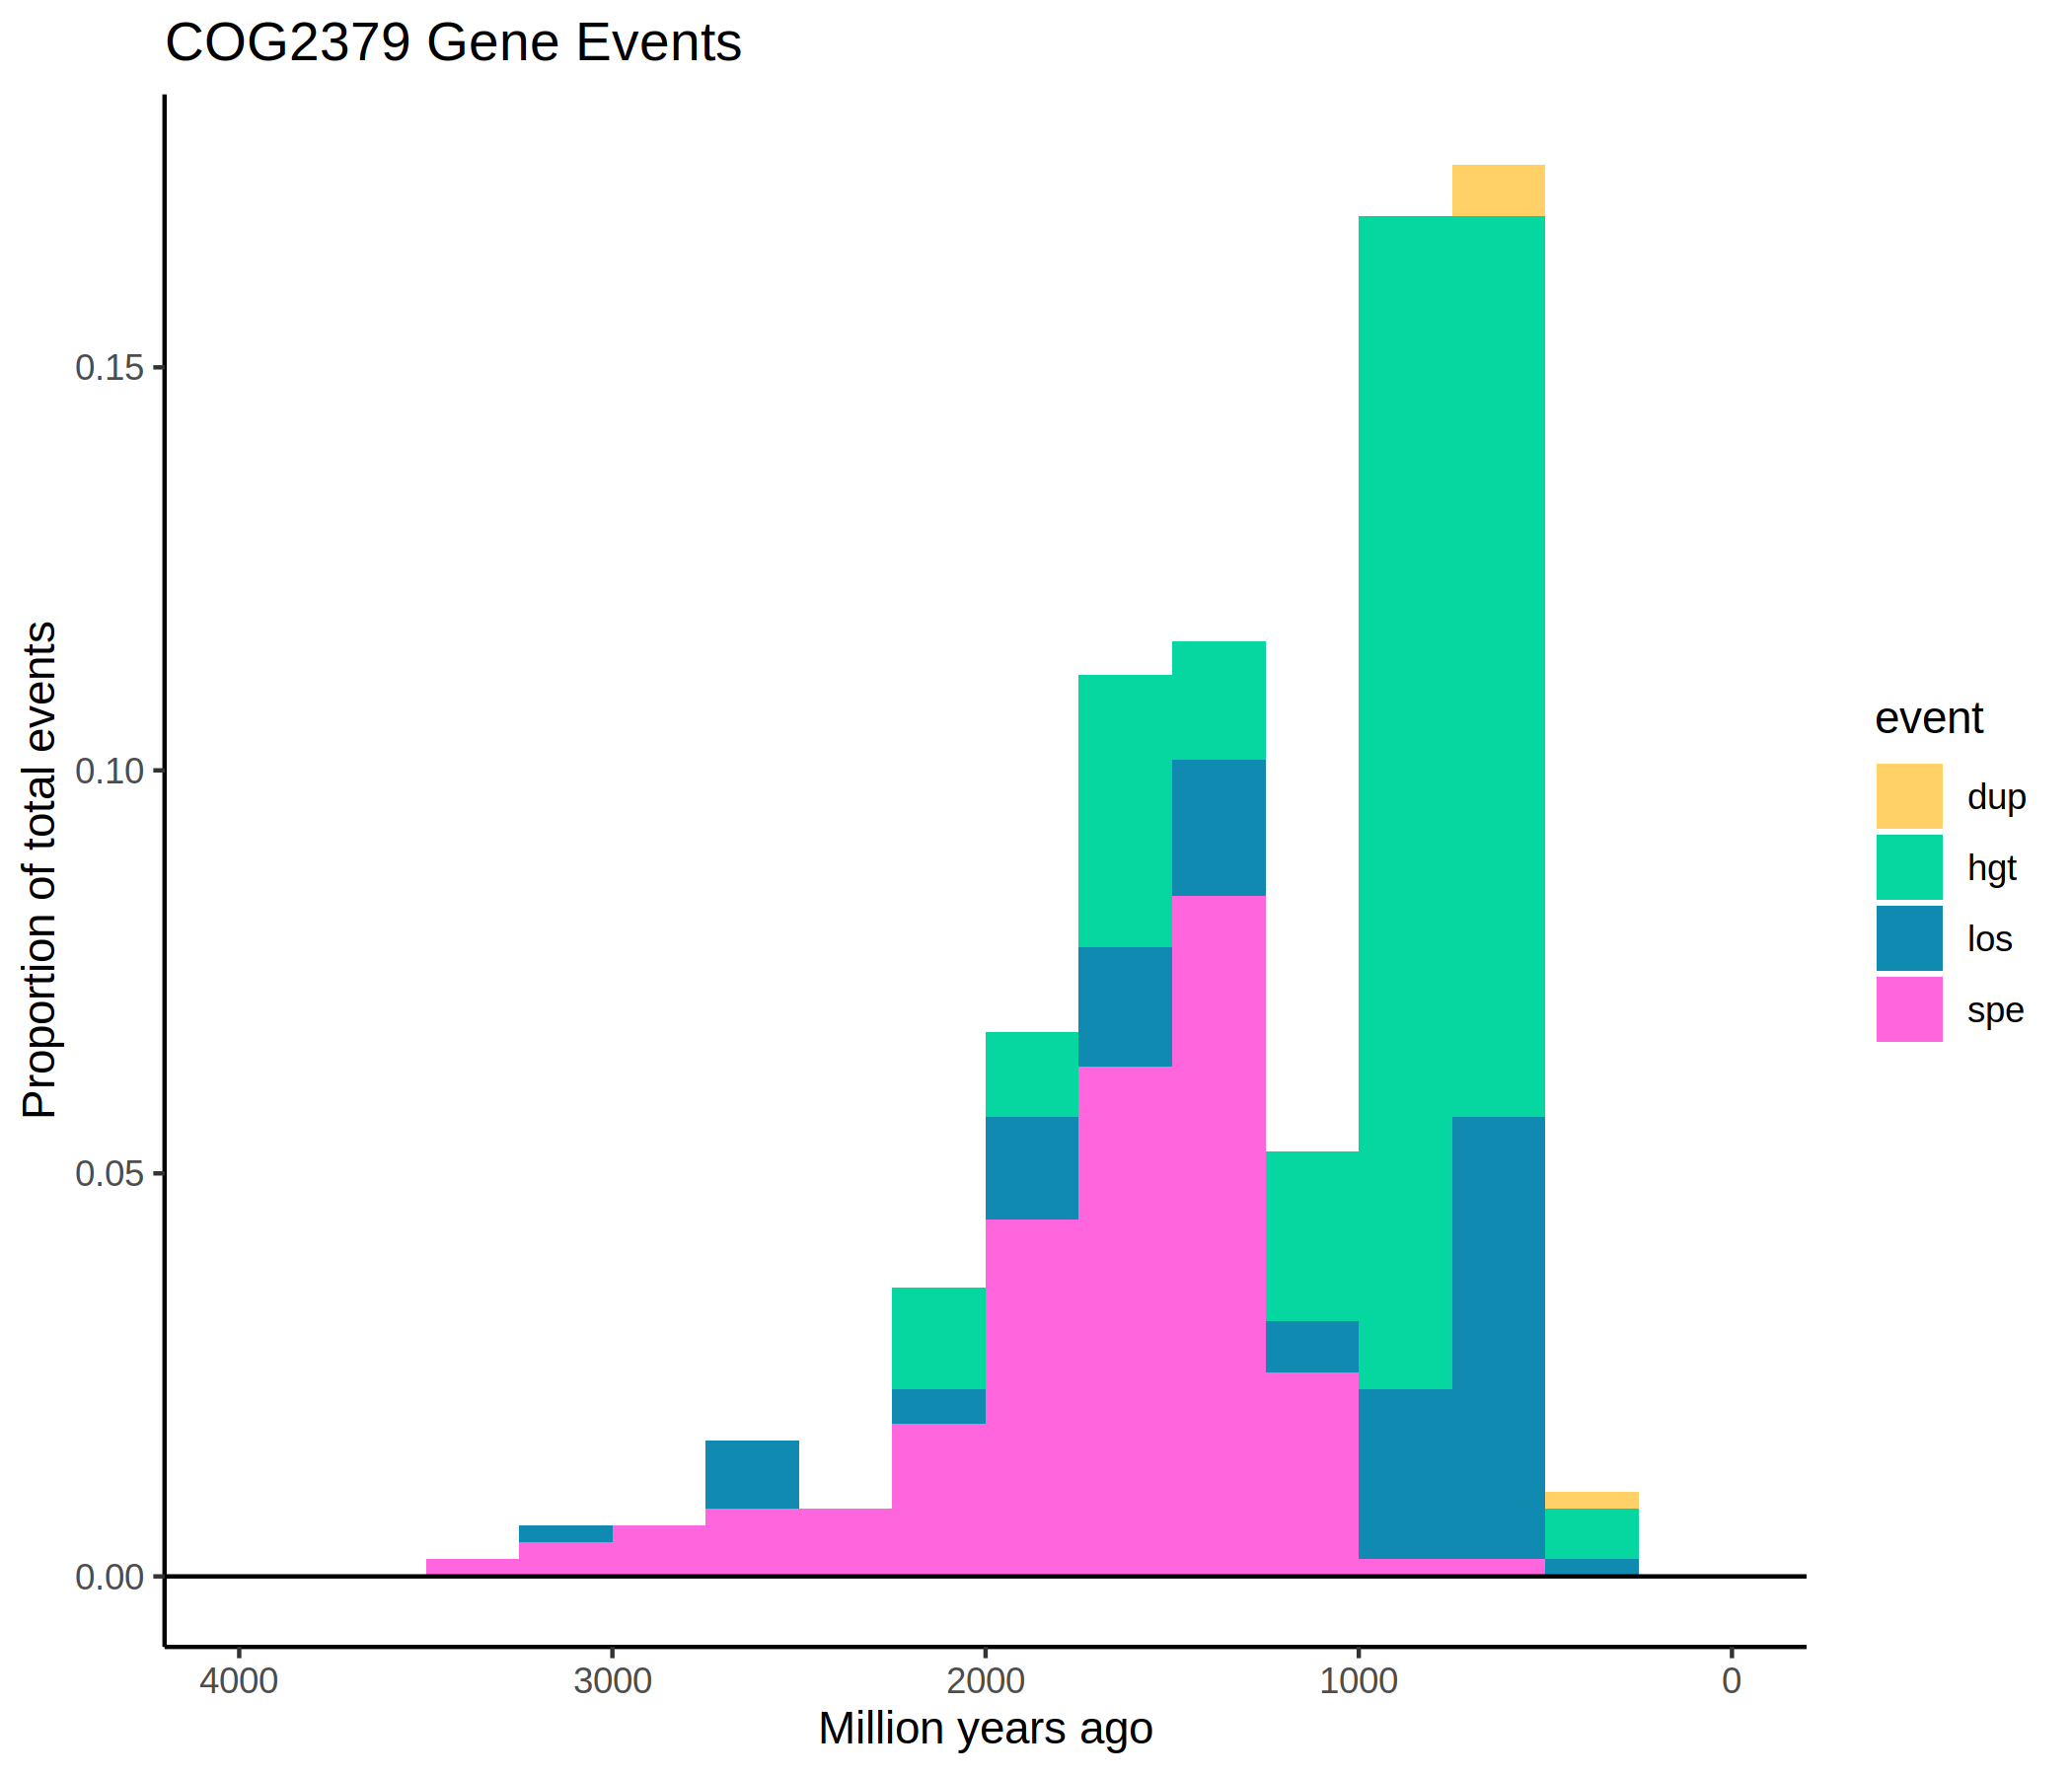 COG2379 Gene Events
Proportion of total events
0.15
0.10
0.05
0.00
4000 3000 2000 1000 0
Million years ago
event
dup
hgt
los
spe